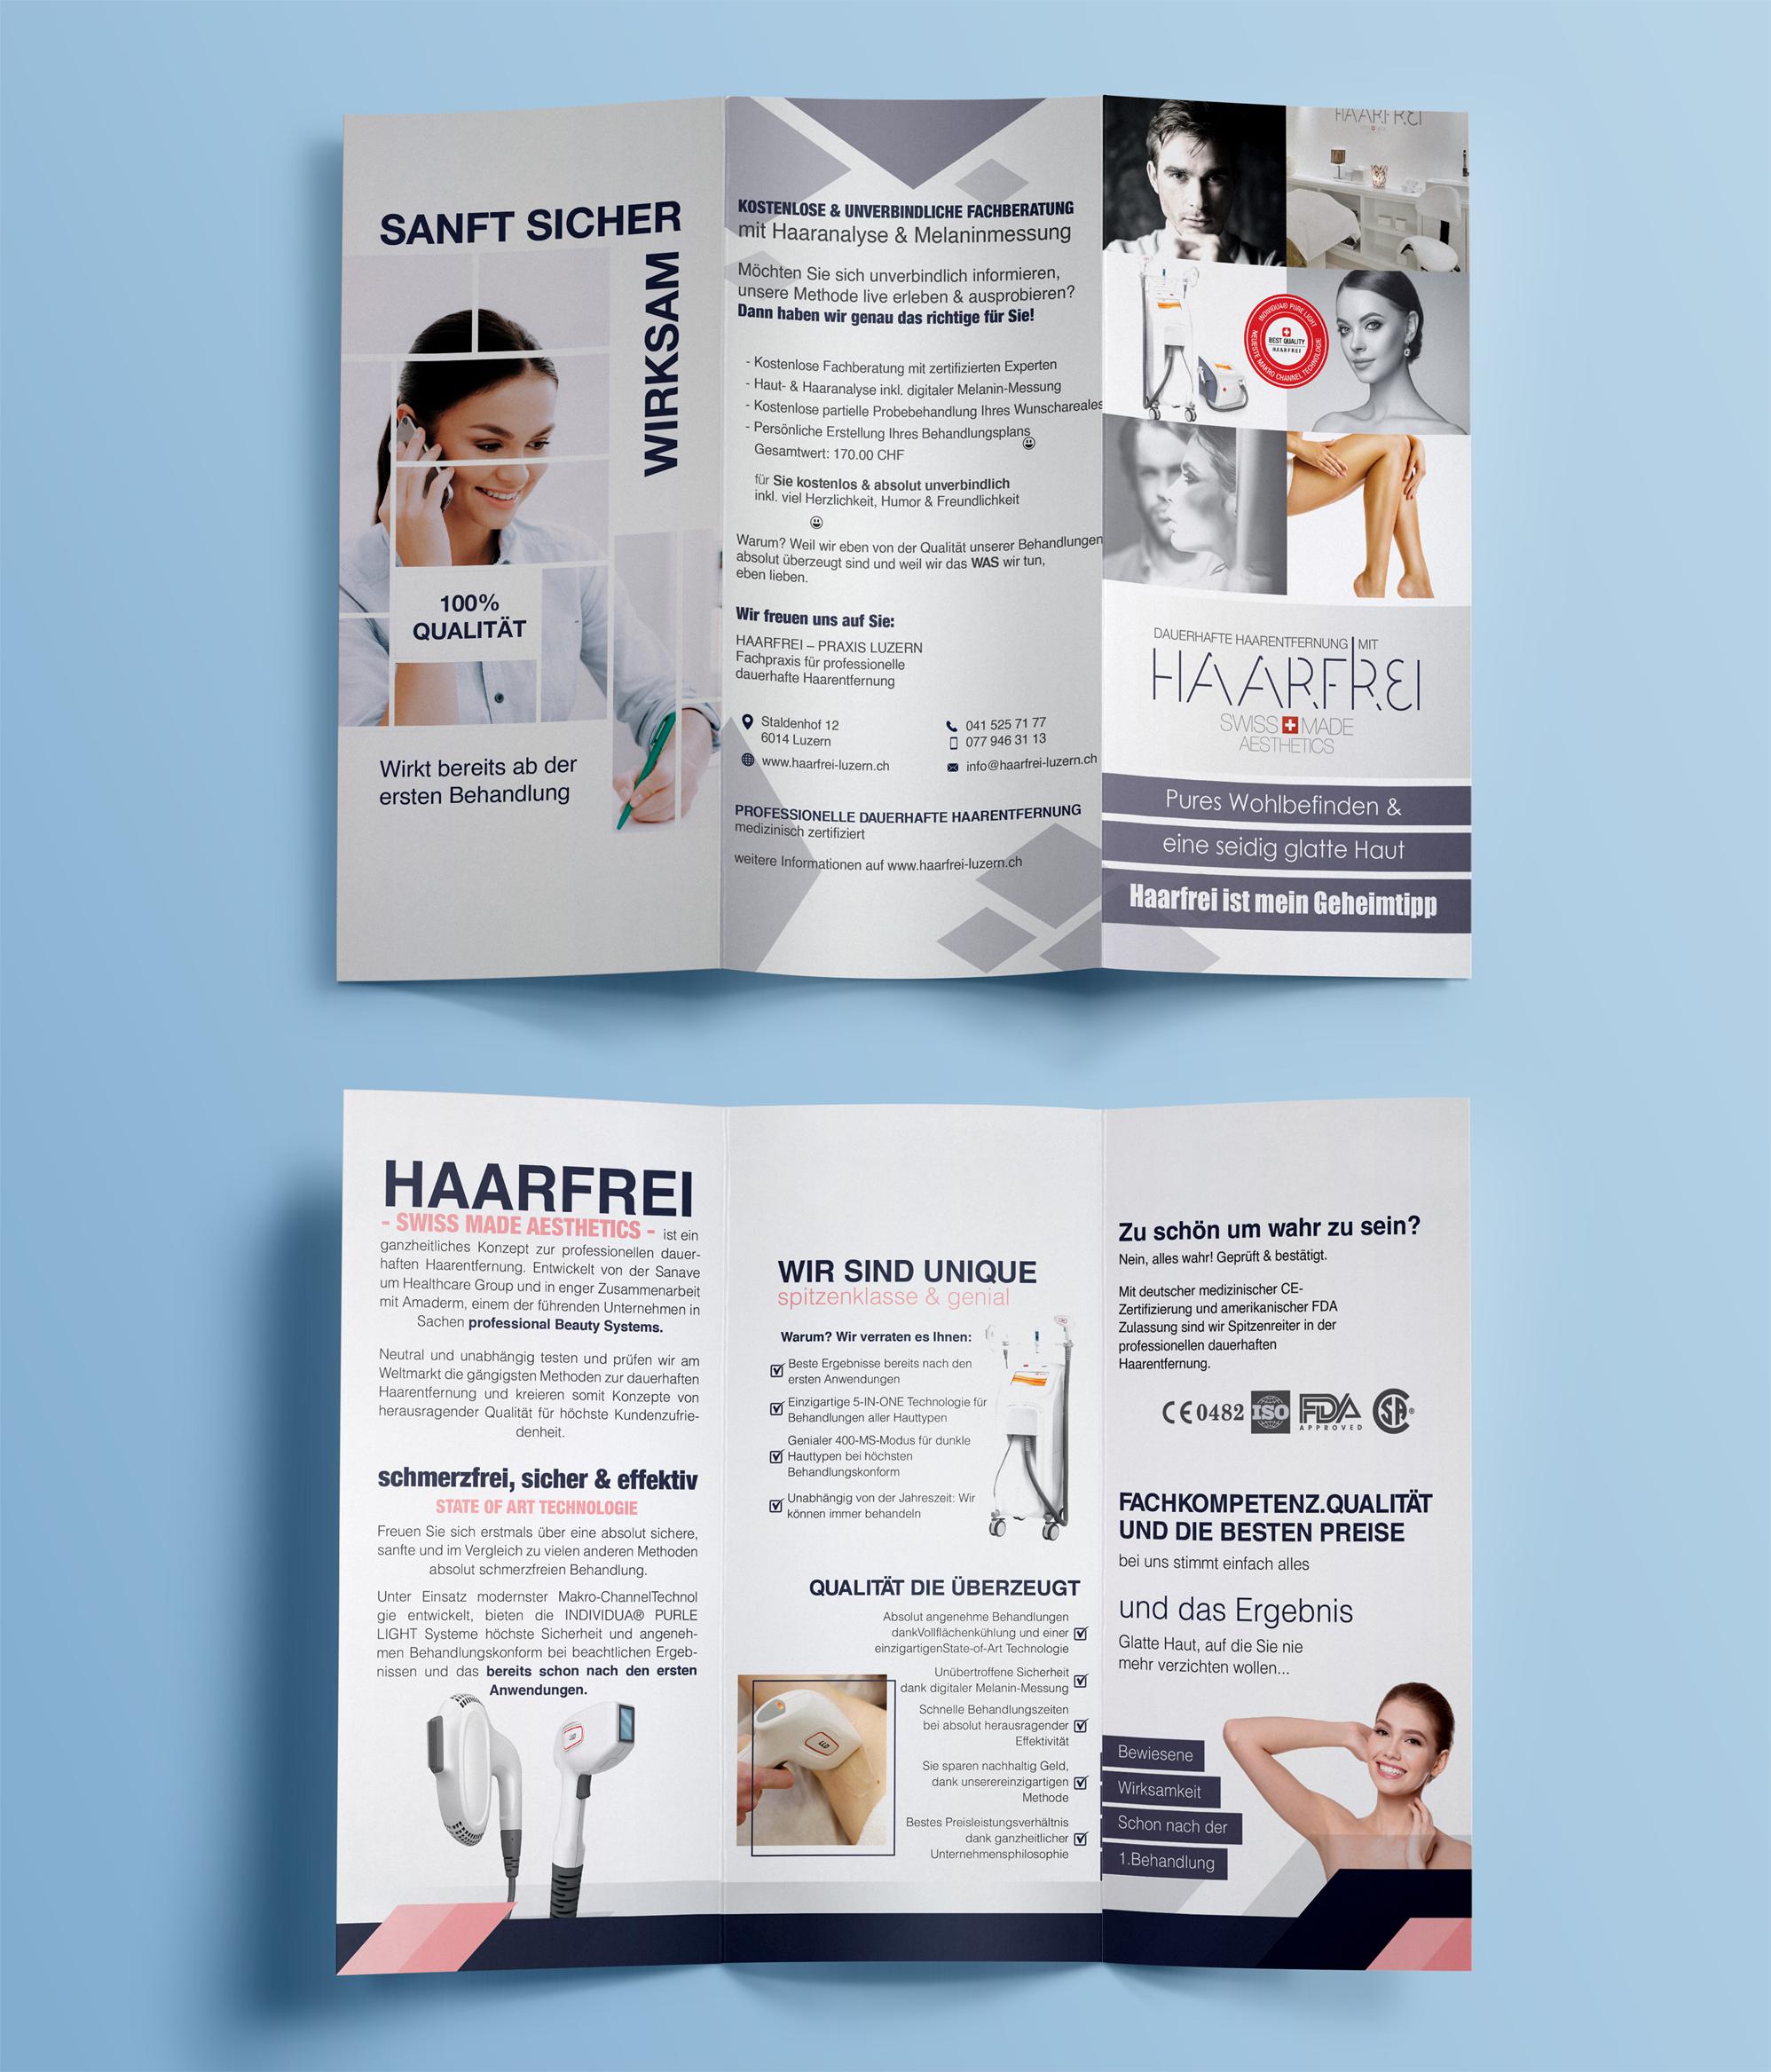 SANFT SICHER
WIRKSAM
100%
QUALITÄT
Wirkt bereits ab der
ersten Behandlung
KOSTENLOSE & UNVERBINDLICHE FACHBERATUNG
mit Haaranalyse & Melaninmessung
Möchten Sie sich unverbindlich informieren,
unsere Methode live erleben & ausprobieren?
Dann haben wir genau das richtige für Sie!
- Kostenlose Fachberatung mit zertifizierten Experten
- Haut- & Haaranalyse inkl. digitaler Melanin-Messung
- Kostenlose partielle Probebehandlung Ihres Wunschareales
- Persönliche Erstellung Ihres Behandlungsplans
Gesamtwert: 170.00 CHF
für Sie kostenlos & absolut unverbindlich
inkl. viel Herzlichkeit, Humor & Freundlichkeit
Warum? Weil wir eben von der Qualität unserer Behandlungen
absolut überzeugt sind und weil wir das WAS wir tun,
eben lieben.
Wir freuen uns auf Sie:
HAARFREI – PRAXIS LUZERN
Fachpraxis für professionelle
dauerhafte Haarentfernung
Staldenhof 12
6014 Luzern
www.haarfrei-luzern.ch
041 525 71 77
077 946 31 13
info@haarfrei-luzern.ch
PROFESSIONELLE DAUERHAFTE HAARENTFERNUNG
medizinisch zertifiziert
weitere Informationen auf www.haarfrei-luzern.ch
HAARFREI
INDIVIDUA® PURE LIGHT
BEST QUALITY
HAARFREI
NEUESTE MAKRO CHANNEL TECHNOLOGIE
DAUERHAFTE HAARENTFERNUNG MIT
HAARFREI
SWISS MADE
AESTHETICS
Pures Wohlbefinden &
eine seidig glatte Haut
Haarfrei ist mein Geheimtipp
HAARFREI
- SWISS MADE AESTHETICS - ist ein
ganzheitliches Konzept zur professionellen dauer-
haften Haarentfernung. Entwickelt von der Sanave
um Healthcare Group und in enger Zusammenarbeit
mit Amaderm, einem der führenden Unternehmen in
Sachen professional Beauty Systems.
Neutral und unabhängig testen und prüfen wir am
Weltmarkt die gängigsten Methoden zur dauerhaften
Haarentfernung und kreieren somit Konzepte von
herausragender Qualität für höchste Kundenzufrie-
denheit.
schmerzfrei, sicher & effektiv
STATE OF ART TECHNOLOGIE
Freuen Sie sich erstmals über eine absolut sichere,
sanfte und im Vergleich zu vielen anderen Methoden
absolut schmerzfreien Behandlung.
Unter Einsatz modernster Makro-ChannelTechnol
gie entwickelt, bieten die INDIVIDUA® PURLE
LIGHT Systeme höchste Sicherheit und angeneh-
men Behandlungskonform bei beachtlichen Ergeb-
nissen und das bereits schon nach den ersten
Anwendungen.
WIR SIND UNIQUE
spitzenklasse & genial
Warum? Wir verraten es Ihnen:
Beste Ergebnisse bereits nach den
ersten Anwendungen
Einzigartige 5-IN-ONE Technologie für
Behandlungen aller Hauttypen
Genialer 400-MS-Modus für dunkle
Hauttypen bei höchsten
Behandlungskonform
Unabhängig von der Jahreszeit: Wir
können immer behandeln
QUALITÄT DIE ÜBERZEUGT
Absolut angenehme Behandlungen
dankVollflächenkühlung und einer
einzigartigenState-of-Art Technologie
Unübertroffene Sicherheit
dank digitaler Melanin-Messung
Schnelle Behandlungszeiten
bei absolut herausragender
Effektivität
Sie sparen nachhaltig Geld,
dank unserereinzigartigen
Methode
Bestes Preisleistungsverhältnis
dank ganzheitlicher
Unternehmensphilosophie
Zu schön um wahr zu sein?
Nein, alles wahr! Geprüft & bestätigt.
Mit deutscher medizinischer CE-
Zertifizierung und amerikanischer FDA
Zulassung sind wir Spitzenreiter in der
professionellen dauerhaften
Haarentfernung.
CE0482 ISO FDA SA®
APPROVED
FACHKOMPETENZ.QUALITÄT
UND DIE BESTEN PREISE
bei uns stimmt einfach alles
und das Ergebnis
Glatte Haut, auf die Sie nie
mehr verzichten wollen...
Bewiesene
Wirksamkeit
Schon nach der
1.Behandlung